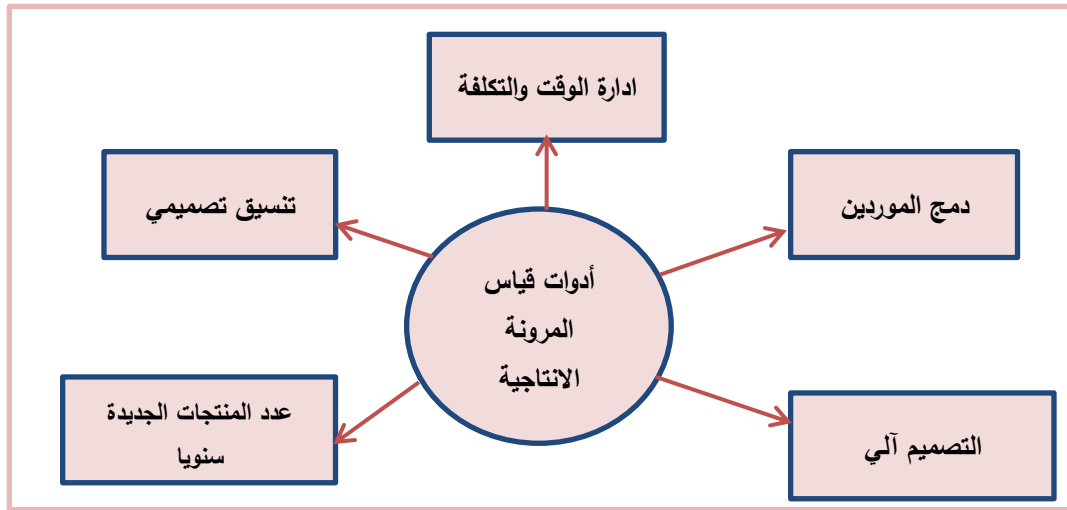 ادارة الوقت والتكلفة
دمج الموردين
تنسيق تصميمي
أدوات قياس
المرونة
الانتاجية
التصميم آلي
عدد المنتجات الجديدة
سنويا